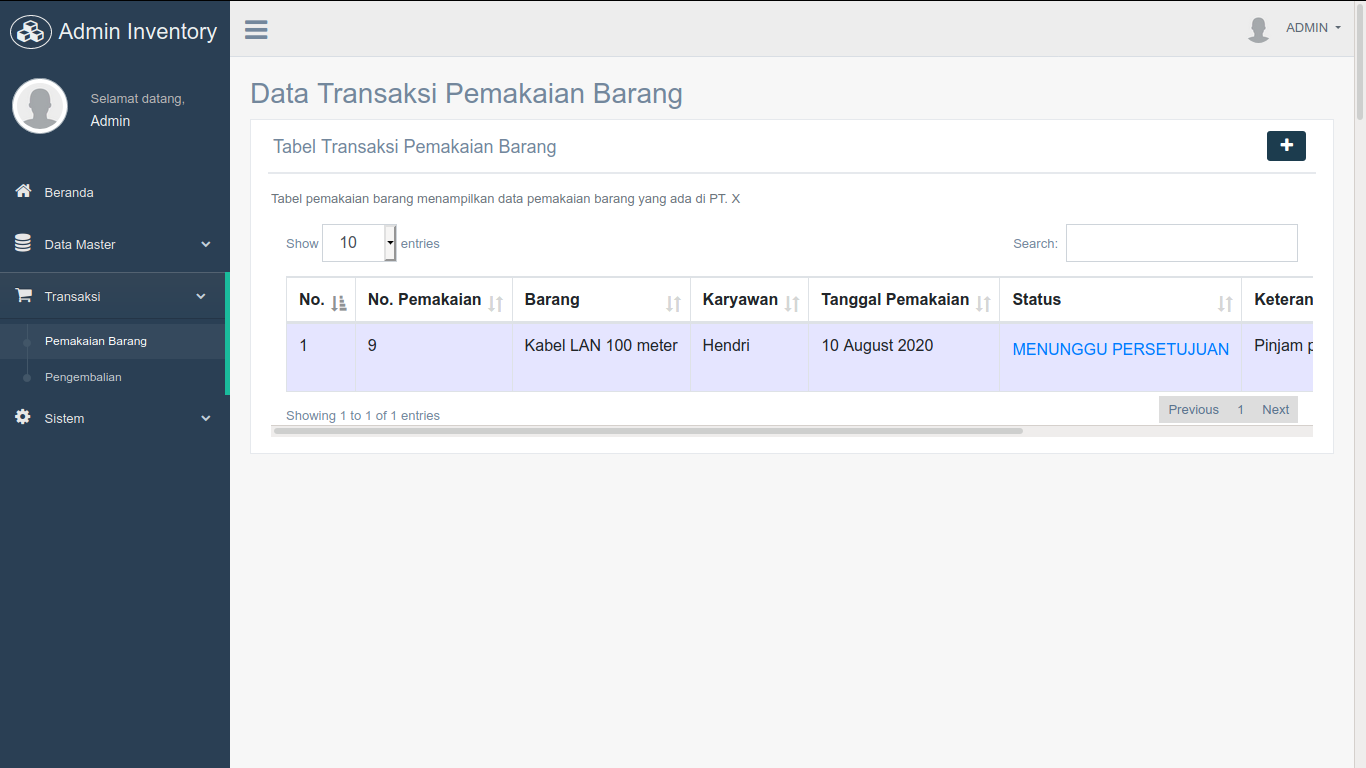 Admin Inventory
ADMIN
Selamat datang,
Admin
Beranda
Data Master
Transaksi
Pemakaian Barang
Pengembalian
Sistem
Data Transaksi Pemakaian Barang
Tabel Transaksi Pemakaian Barang
Tabel pemakaian barang menampilkan data pemakaian barang yang ada di PT. X
Show 10 entries Search:
No. No. Pemakaian Barang Karyawan Tanggal Pemakaian Status Keteran
1 9 Kabel LAN 100 meter Hendri 10 August 2020 MENUNGGU PERSETUJUAN Pinjam p
Showing 1 to 1 of 1 entries Previous 1 Next